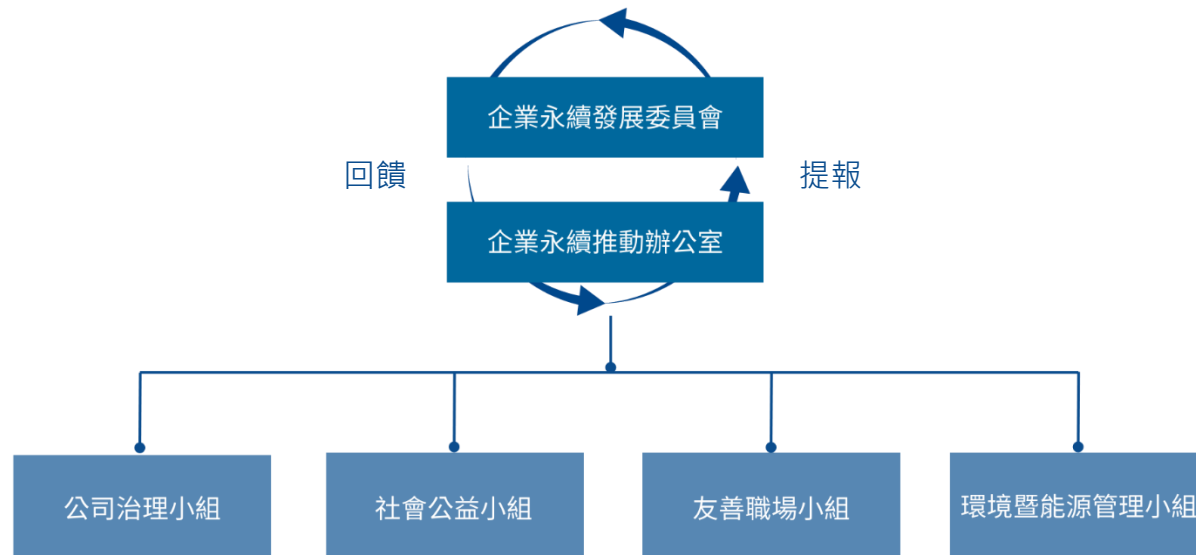 企業永續發展委員會
回饋
提報
企業永續推動辦公室
公司治理小組
社會公益小組
友善職場小組
環境暨能源管理小組